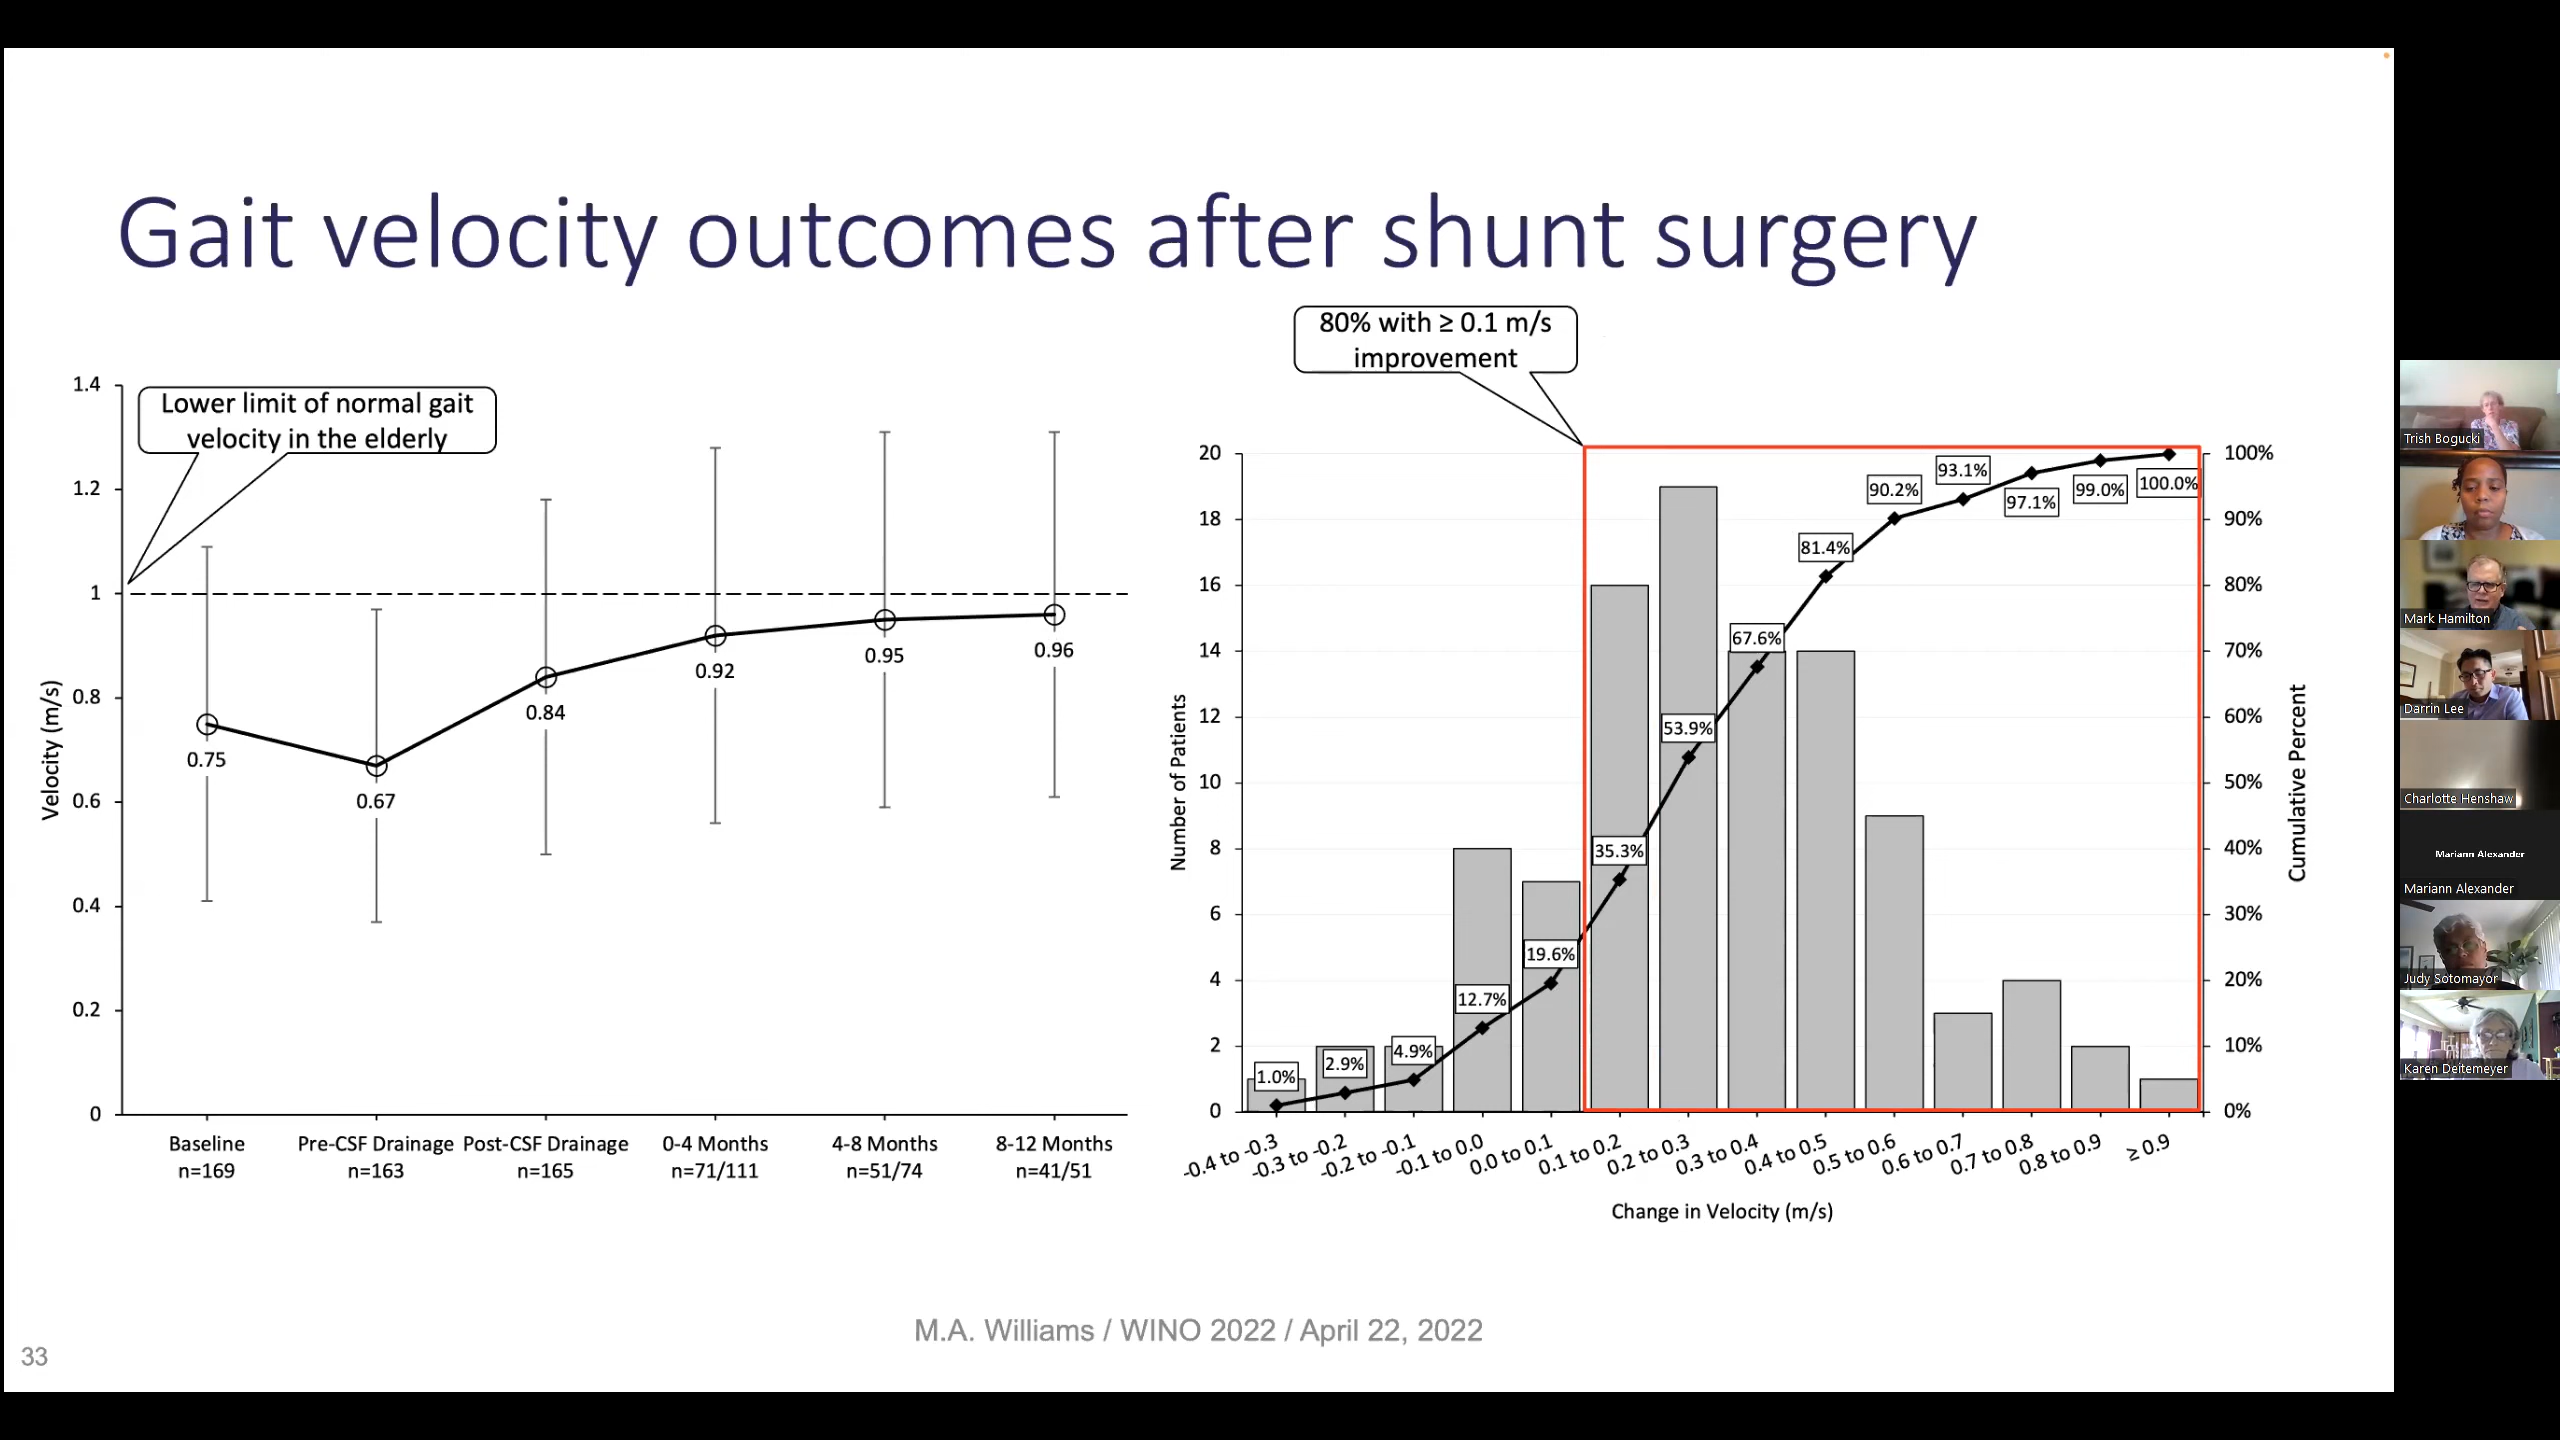 Gait velocity outcomes after shunt surgery
80% with ≥ 0.1 m/s
improvement
Lower limit of normal gait
velocity in the elderly
Velocity (m/s)
1.4
1.2
1
0.8
0.6
0.4
0.2
0
0.75
0.67
0.84
0.92
0.95
0.96
Baseline
n=169
Pre-CSF Drainage
n=163
Post-CSF Drainage
n=165
0-4 Months
n=71/111
4-8 Months
n=51/74
8-12 Months
n=41/51
Number of Patients
20
18
16
14
12
10
8
6
4
2
0
1.0%
2.9%
4.9%
12.7%
19.6%
35.3%
53.9%
67.6%
81.4%
90.2%
93.1%
97.1%
99.0%
100.0%
100%
90%
80%
70%
60%
50%
40%
30%
20%
10%
0%
Cumulative Percent
-0.4 to -0.3
-0.3 to -0.2
-0.2 to -0.1
-0.1 to 0.0
0.0 to 0.1
0.1 to 0.2
0.2 to 0.3
0.3 to 0.4
0.4 to 0.5
0.5 to 0.6
0.6 to 0.7
0.7 to 0.8
0.8 to 0.9
≥ 0.9
Change in Velocity (m/s)
M.A. Williams / WINO 2022 / April 22, 2022
33
Trish Bogucki
Mark Hamilton
Darrin Lee
Charlotte Henshaw
Mariann Alexander
Mariann Alexander
Judy Sotomayor
Karen Deitemeyer